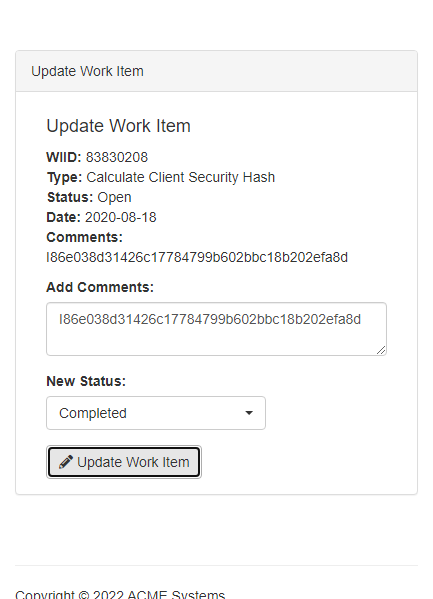 Update Work Item
Update Work Item
WIID: 83830208
Type: Calculate Client Security Hash
Status: Open
Date: 2020-08-18
Comments:
I86e038d31426c17784799b602bbc18b202efa8d
Add Comments:
I86e038d31426c17784799b602bbc18b202efa8d
New Status:
Completed
Update Work Item
Copyright © 2022 ACME Systems